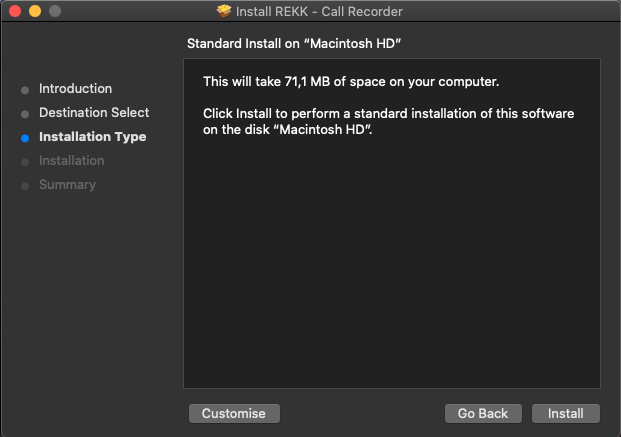 Install REKK - Call Recorder
Standard Install on “Macintosh HD”
Introduction
Destination Select
Installation Type
Installation
Summary
This will take 71,1 MB of space on your computer.
Click Install to perform a standard installation of this software
on the disk “Macintosh HD”.
Customise
Go Back
Install